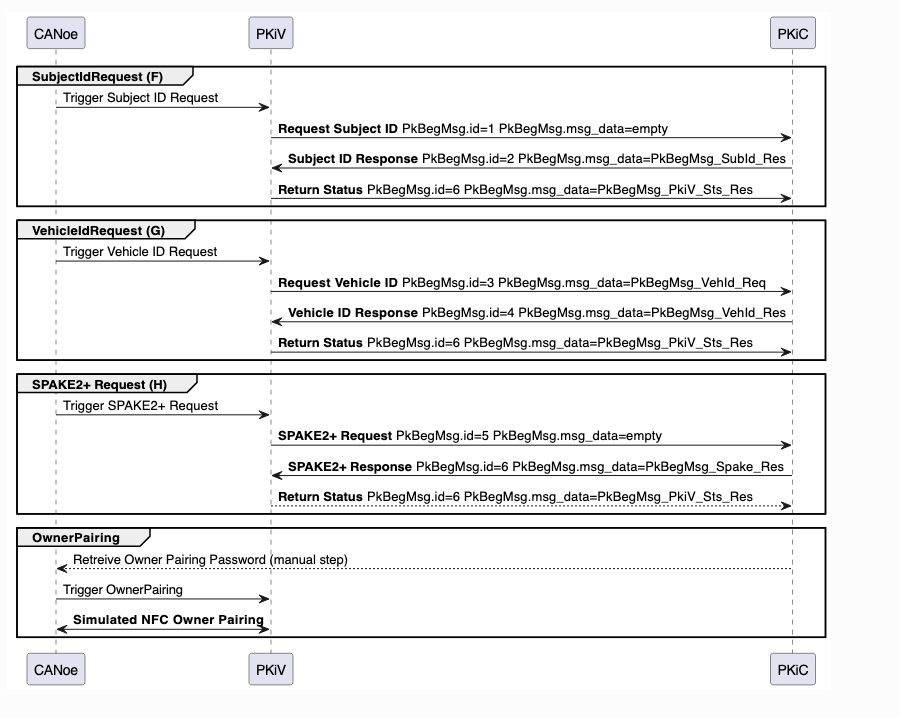 CANoe PKiV PKiC
SubjectIdRequest (F)
Trigger Subject ID Request
Request Subject ID PkBegMsg.id=1 PkBegMsg.msg_data=empty
Subject ID Response PkBegMsg.id=2 PkBegMsg.msg_data=PkBegMsg_SubId_Res
Return Status PkBegMsg.id=6 PkBegMsg.msg_data=PkBegMsg_PkiV_Sts_Res
VehicleIdRequest (G)
Trigger Vehicle ID Request
Request Vehicle ID PkBegMsg.id=3 PkBegMsg.msg_data=PkBegMsg_VehId_Req
Vehicle ID Response PkBegMsg.id=4 PkBegMsg.msg_data=PkBegMsg_VehId_Res
Return Status PkBegMsg.id=6 PkBegMsg.msg_data=PkBegMsg_PkiV_Sts_Res
SPAKE2+ Request (H)
Trigger SPAKE2+ Request
SPAKE2+ Request PkBegMsg.id=5 PkBegMsg.msg_data=empty
SPAKE2+ Response PkBegMsg.id=6 PkBegMsg.msg_data=PkBegMsg_Spake_Res
Return Status PkBegMsg.id=6 PkBegMsg.msg_data=PkBegMsg_PkiV_Sts_Res
OwnerPairing
Retreive Owner Pairing Password (manual step)
Trigger OwnerPairing
Simulated NFC Owner Pairing
CANoe PKiV PKiC